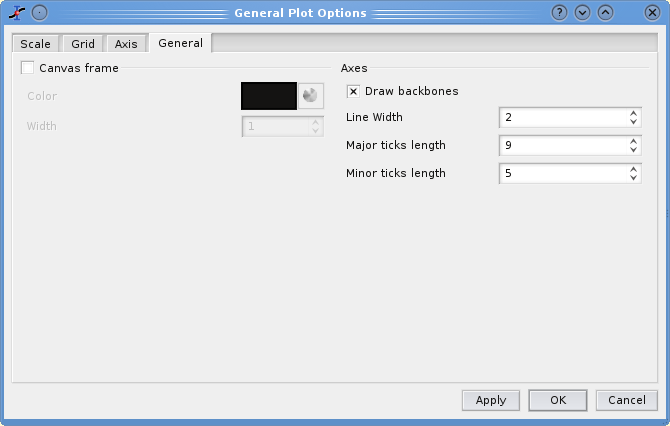 General Plot Options
Scale Grid Axis General
Canvas frame
Color
Width 1
Axes
Draw backbones
Line Width 2
Major ticks length 9
Minor ticks length 5
Apply OK Cancel